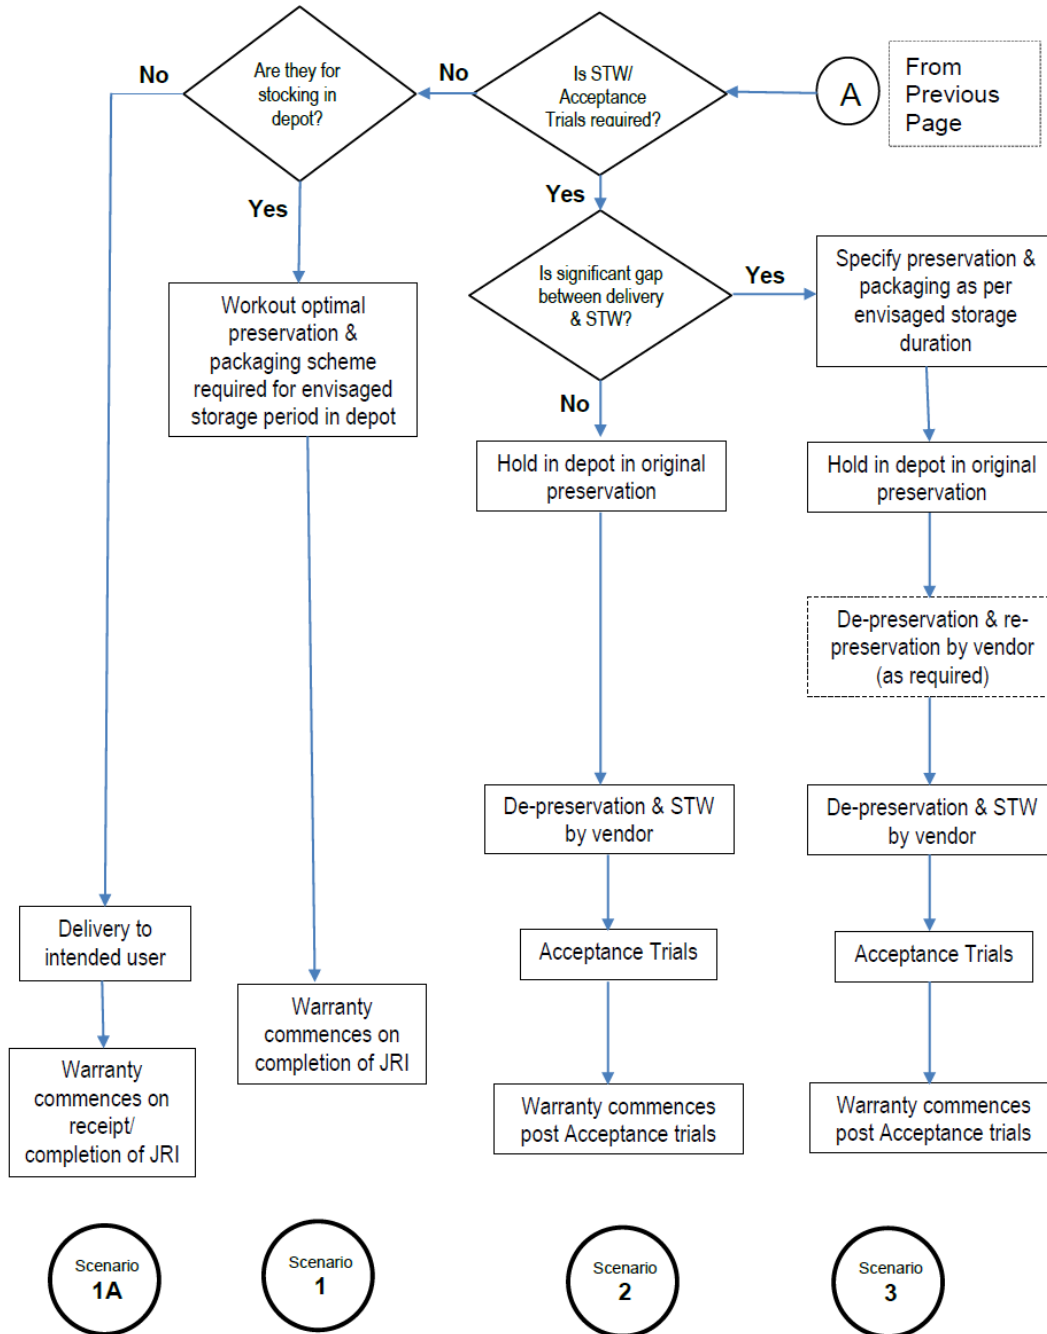 No
Are they for
stocking in
depot?
No
Is STW/
Acceptance
Trials required?
A
From
Previous
Page
Yes
Yes
Is significant gap
between delivery
& STW?
Yes
Specify preservation &
packaging as per
envisaged storage
duration
Workout optimal
preservation &
packaging scheme
required for envisaged
storage period in depot
No
Hold in depot in original
preservation
Hold in depot in original
preservation
De-preservation & re-
preservation by vendor
(as required)
De-preservation & STW
by vendor
De-preservation & STW
by vendor
Delivery to
intended user
Acceptance Trials
Acceptance Trials
Warranty
commences on
completion of JRI
Warranty
commences on
receipt/
completion of JRI
Warranty commences
post Acceptance trials
Warranty commences
post Acceptance trials
Scenario
1A
Scenario
1
Scenario
2
Scenario
3